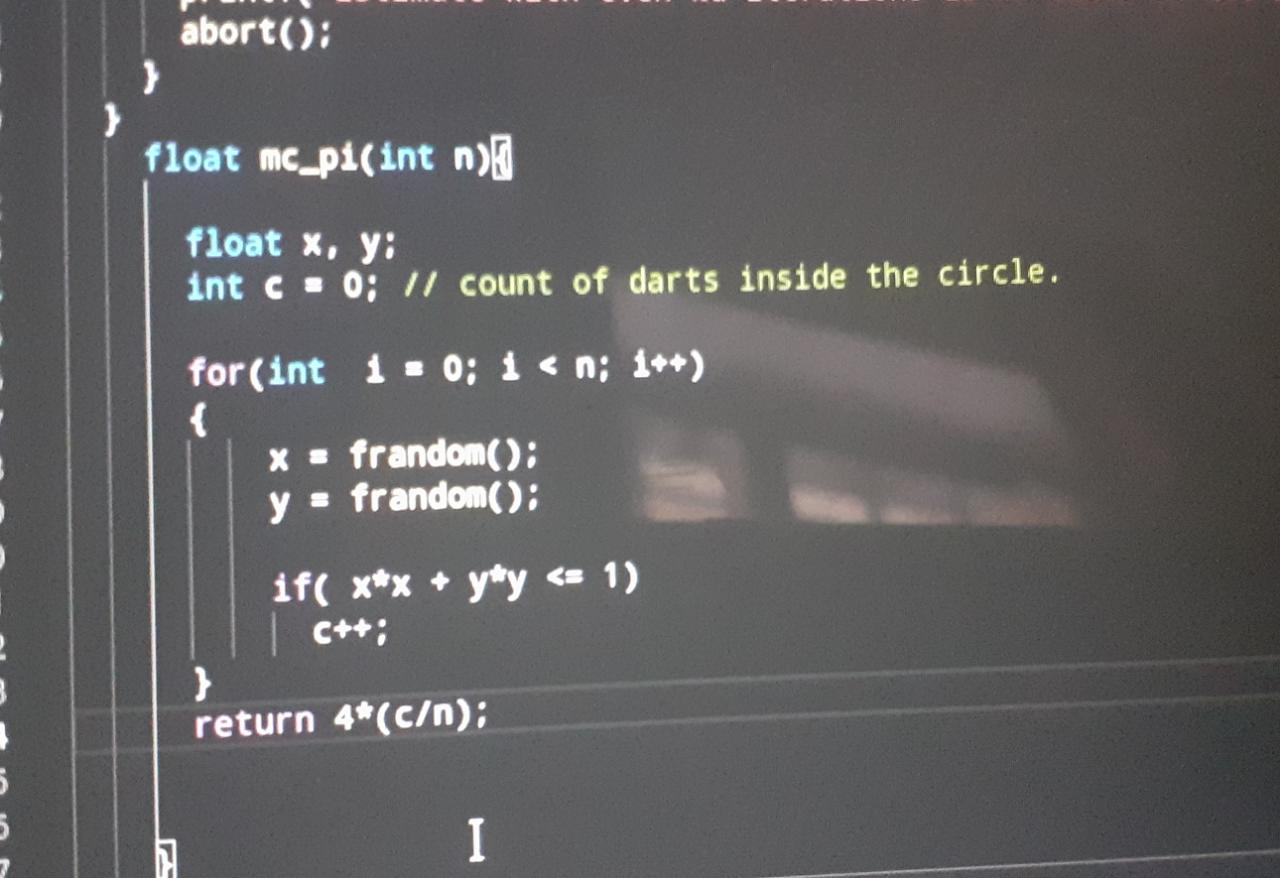 abort();
}
}
float mc_pi(int n){
float x, y;
int c = 0; // count of darts inside the circle.
for(int  i = 0; i < n; i++)
{
x = frandom();
y = frandom();
if( x*x + y*y <= 1)
c++;
}
return 4*(c/n);
}